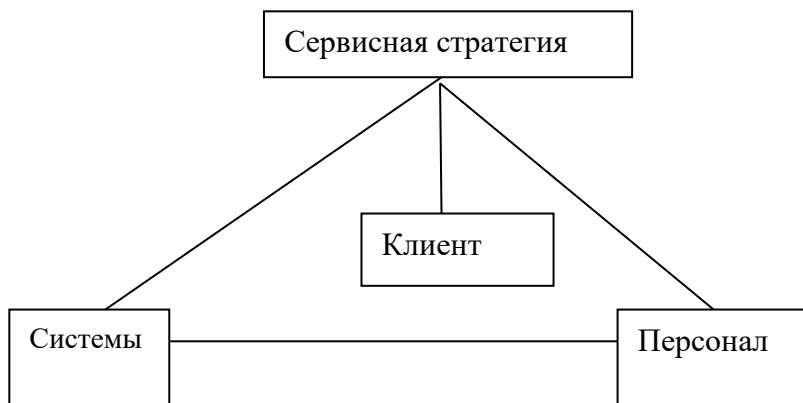 Сервисная стратегия
Клиент
Системы
Персонал